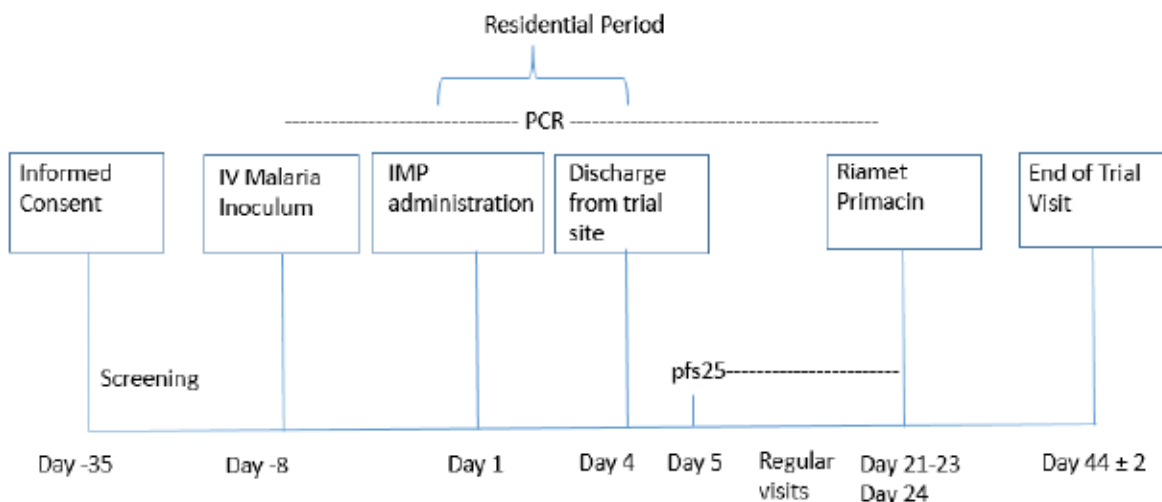 Residential Period
PCR
Informed
Consent
IV Malaria
Inoculum
IMP
administration
Discharge
from trial
site
Riamet
Primacin
End of Trial
Visit
Screening
pfs25
Day -35
Day -8
Day 1
Day 4
Day 5
Regular
visits
Day 21-23
Day 24
Day 44 ± 2